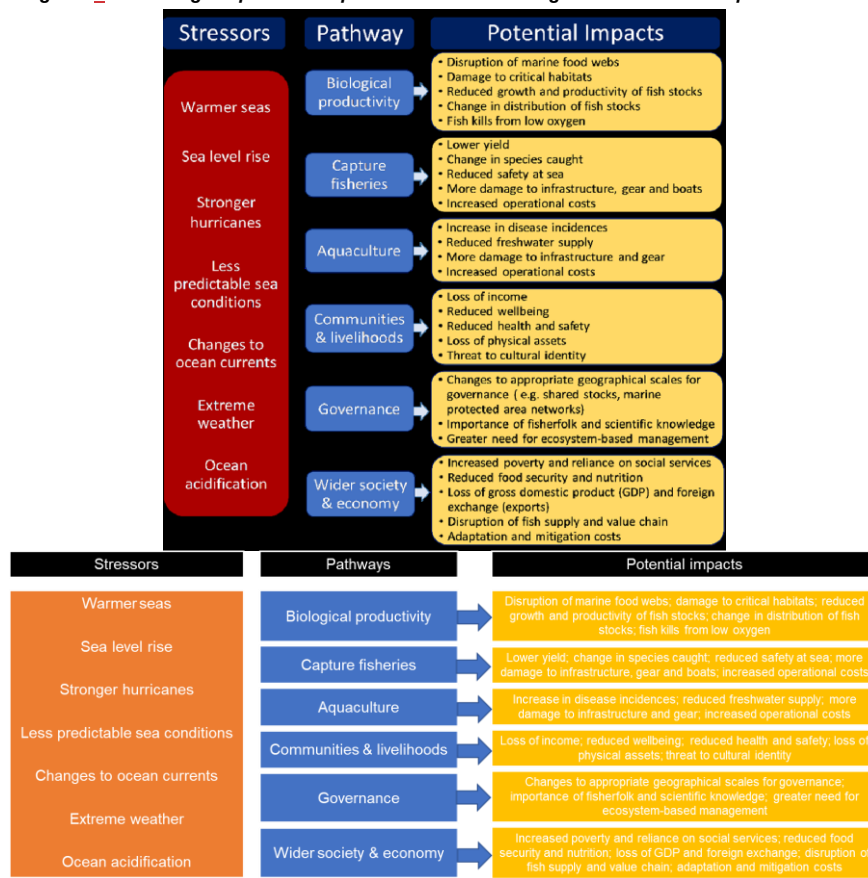 Stressors
Pathway
Potential Impacts
Warmer seas
Sea level rise
Stronger
hurricanes
Less
predictable sea
conditions
Changes to
ocean currents
Extreme
weather
Ocean
acidification
Biological
productivity
• Disruption of marine food webs
• Damage to critical habitats
• Reduced growth and productivity of fish stocks
• Change in distribution of fish stocks
• Fish kills from low oxygen
Capture
fisheries
• Lower yield
• Change in species caught
• Reduced safety at sea
• More damage to infrastructure, gear and boats
• Increased operational costs
Aquaculture
• Increase in disease incidences
• Reduced freshwater supply
• More damage to infrastructure and gear
• Increased operational costs
Communities
& livelihoods
• Loss of income
• Reduced wellbeing
• Reduced health and safety
• Loss of physical assets
• Threat to cultural identity
Governance
• Changes to appropriate geographical scales for
governance ( e.g. shared stocks, marine
protected area networks)
• Importance of fisherfolk and scientific knowledge
• Greater need for ecosystem-based management
Wider society
& economy
• Increased poverty and reliance on social services
• Reduced food security and nutrition
• Loss of gross domestic product (GDP) and foreign
exchange (exports)
• Disruption of fish supply and value chain
• Adaptation and mitigation costs
Stressors
Pathways
Potential impacts
Warmer seas
Sea level rise
Stronger hurricanes
Less predictable sea conditions
Changes to ocean currents
Extreme weather
Ocean acidification
Biological productivity
Disruption of marine food webs; damage to critical habitats; reduced
growth and productivity of fish stocks; change in distribution of fish
stocks; fish kills from low oxygen
Capture fisheries
Lower yield; change in species caught; reduced safety at sea; more
damage to infrastructure, gear and boats; increased operational costs
Aquaculture
Increase in disease incidences; reduced freshwater supply; more
damage to infrastructure and gear; increased operational costs
Communities & livelihoods
Loss of income; reduced wellbeing; reduced health and safety; loss of
physical assets; threat to cultural identity
Governance
Changes to appropriate geographical scales for governance;
importance of fisherfolk and scientific knowledge; greater need for
ecosystem-based management
Wider society & economy
Increased poverty and reliance on social services; reduced food
security and nutrition; loss of GDP and foreign exchange; disruption of
fish supply and value chain; adaptation and mitigation costs